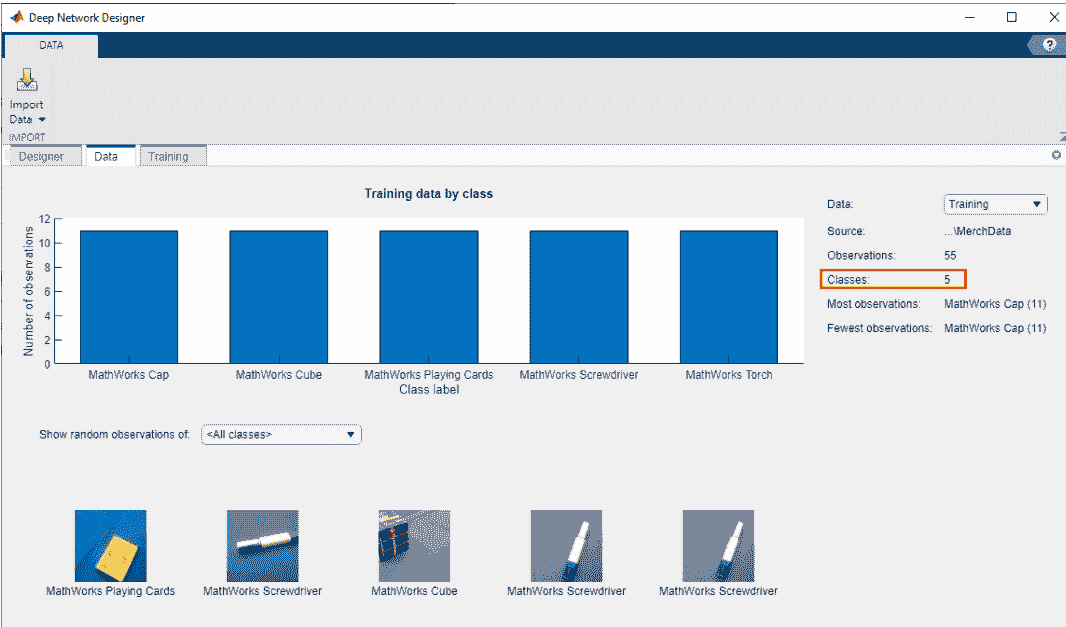 Deep Network Designer
DATA
?
Import
Data
IMPORT
Designer
Data
Training
Training data by class
Number of observations
12
10
8
6
4
2
0
MathWorks Cap
MathWorks Cube
MathWorks Playing Cards
MathWorks Screwdriver
MathWorks Torch
Class label
Data: Training
Source: ...\MerchData
Observations: 55
Classes: 5
Most observations: MathWorks Cap (11)
Fewest observations: MathWorks Cap (11)
Show random observations of: <All classes>
MathWorks Playing Cards
MathWorks Screwdriver
MathWorks Cube
MathWorks Screwdriver
MathWorks Screwdriver